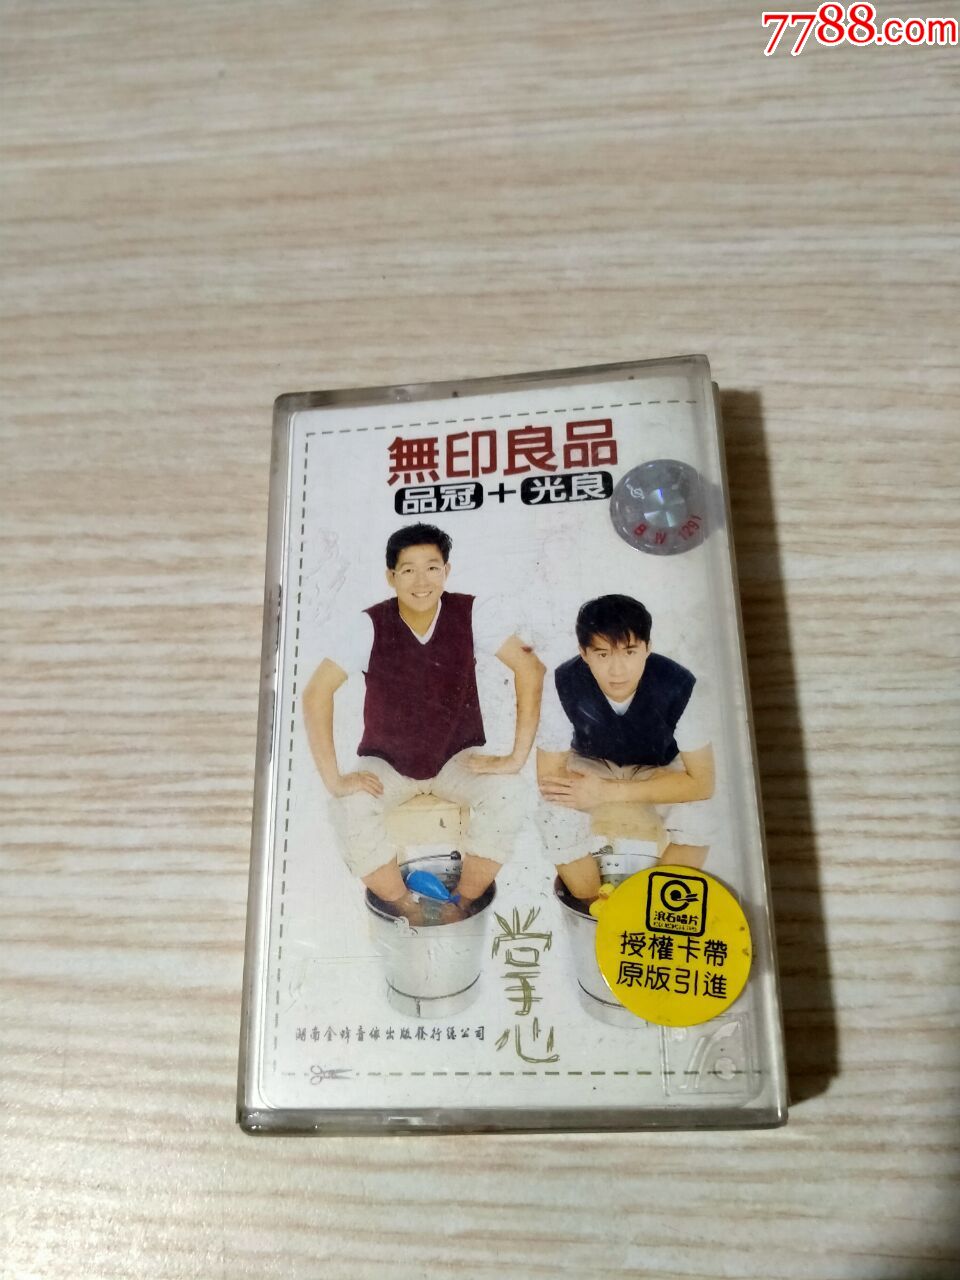 7788.com
無印良品
品冠+光良
B W 1291
滾石唱片
授權卡帶
原版引進
掌心
湖南金蜂音像出版發行總公司